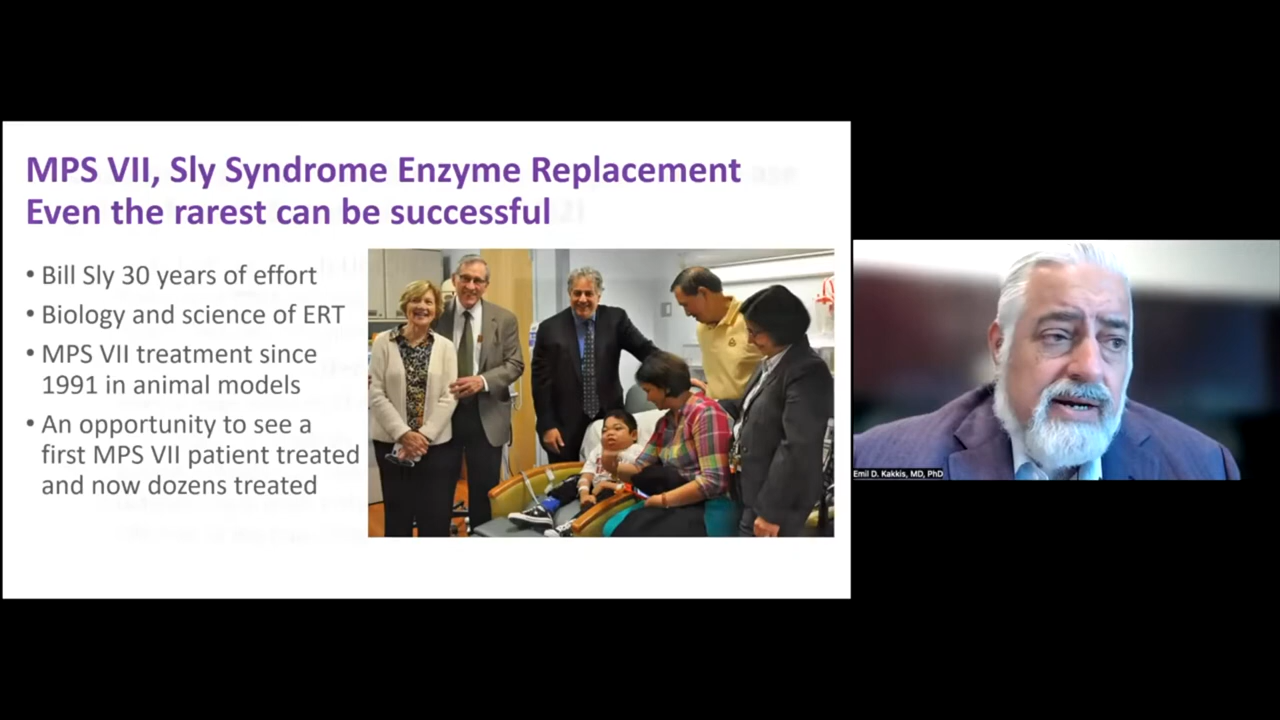 MPS VII, Sly Syndrome Enzyme Replacement
Even the rarest can be successful
• Bill Sly 30 years of effort
• Biology and science of ERT
• MPS VII treatment since
1991 in animal models
• An opportunity to see a
first MPS VII patient treated
and now dozens treated
Emil D. Kakkis, MD, PhD